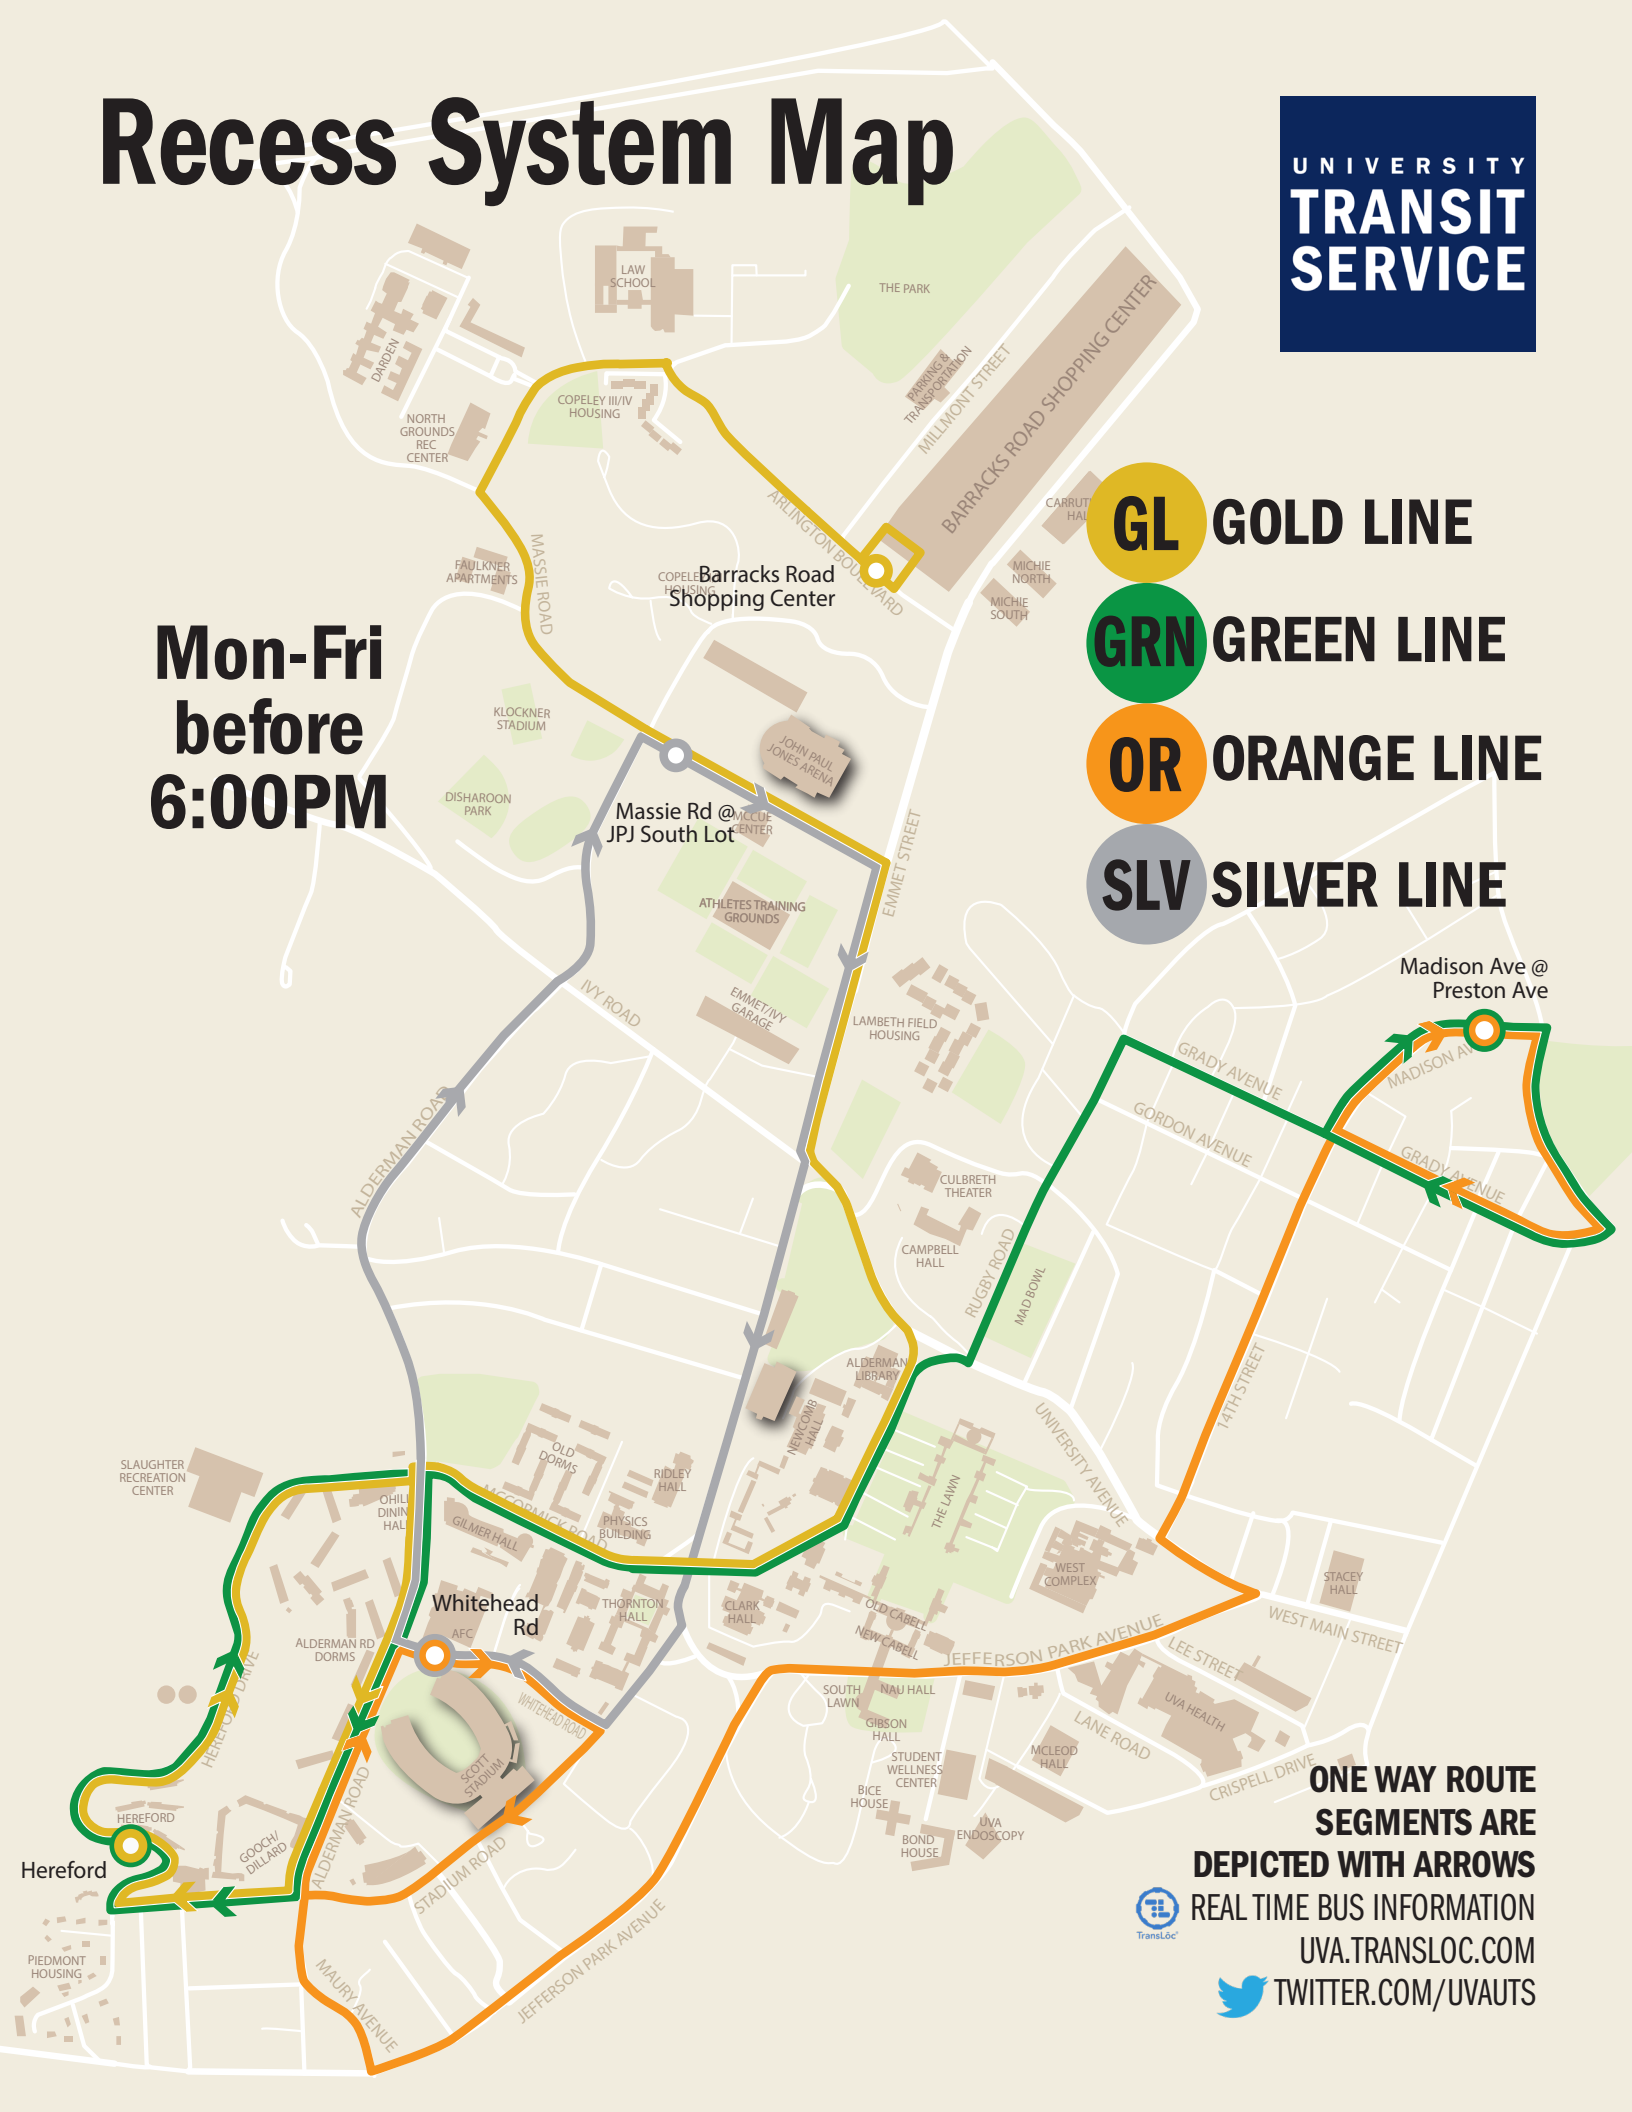 Recess System Map
UNIVERSITY
TRANSIT
SERVICE
LAW
SCHOOL
THE PARK
DARDEN
PARKING &
TRANSPORTATION
MILLMONT STREET
BARRACKS ROAD SHOPPING CENTER
COPELEY III/IV
HOUSING
NORTH
GROUNDS
REC
CENTER
ARLINGTON BOULEVARD
MASSIE ROAD
FAULKNER
APARTMENTS
COPELEY
HOUSING
Barracks Road
Shopping Center
MICHIE
NORTH
MICHIE
SOUTH
GL GOLD LINE
GRN GREEN LINE
OR ORANGE LINE
SLV SILVER LINE
Mon-Fri
before
6:00PM
KLOCKNER
STADIUM
JOHN PAUL
JONES ARENA
DISHAROON
PARK
Massie Rd @
JPJ South Lot
MCCUE
CENTER
EMMET STREET
ATHLETES TRAINING
GROUNDS
Madison Ave @
Preston Ave
IVY ROAD
EMMET/IVY
GARAGE
LAMBETH FIELD
HOUSING
GRADY AVENUE
MADISON AV
GORDON AVENUE
GRADY AVENUE
ALDERMAN ROAD
CULBRETH
THEATER
CAMPBELL
HALL
RUGBY ROAD
MAD BOWL
ALDERMAN
LIBRARY
14TH STREET
NEWCOMB
HALL
UNIVERSITY AVENUE
SLAUGHTER
RECREATION
CENTER
OLD
DORMS
RIDLEY
HALL
OHILL
DINING
HALL
MCCORMICK ROAD
GILMER HALL
PHYSICS
BUILDING
THE LAWN
WEST
COMPLEX
STACEY
HALL
Whitehead
Rd
AFC
THORNTON
HALL
CLARK
HALL
OLD CABELL
NEW CABELL
ALDERMAN RD
DORMS
JEFFERSON PARK AVENUE
WEST MAIN STREET
LEE STREET
HEREFORD DRIVE
WHITEHEAD ROAD
SOUTH
LAWN
NAU HALL
GIBSON
HALL
UVA HEALTH
SCOTT
STADIUM
LANE ROAD
MCLEOD
HALL
STUDENT
WELLNESS
CENTER
CRISPELL DRIVE
BICE
HOUSE
UVA
ENDOSCOPY
BOND
HOUSE
HEREFORD
Hereford
GOOCH/
DILLARD
ALDERMAN ROAD
STADIUM ROAD
PIEDMONT
HOUSING
MAURY AVENUE
JEFFERSON PARK AVENUE
ONE WAY ROUTE
SEGMENTS ARE
DEPICTED WITH ARROWS
TransLōc
REAL TIME BUS INFORMATION
UVA.TRANSLOC.COM
TWITTER.COM/UVAUTS